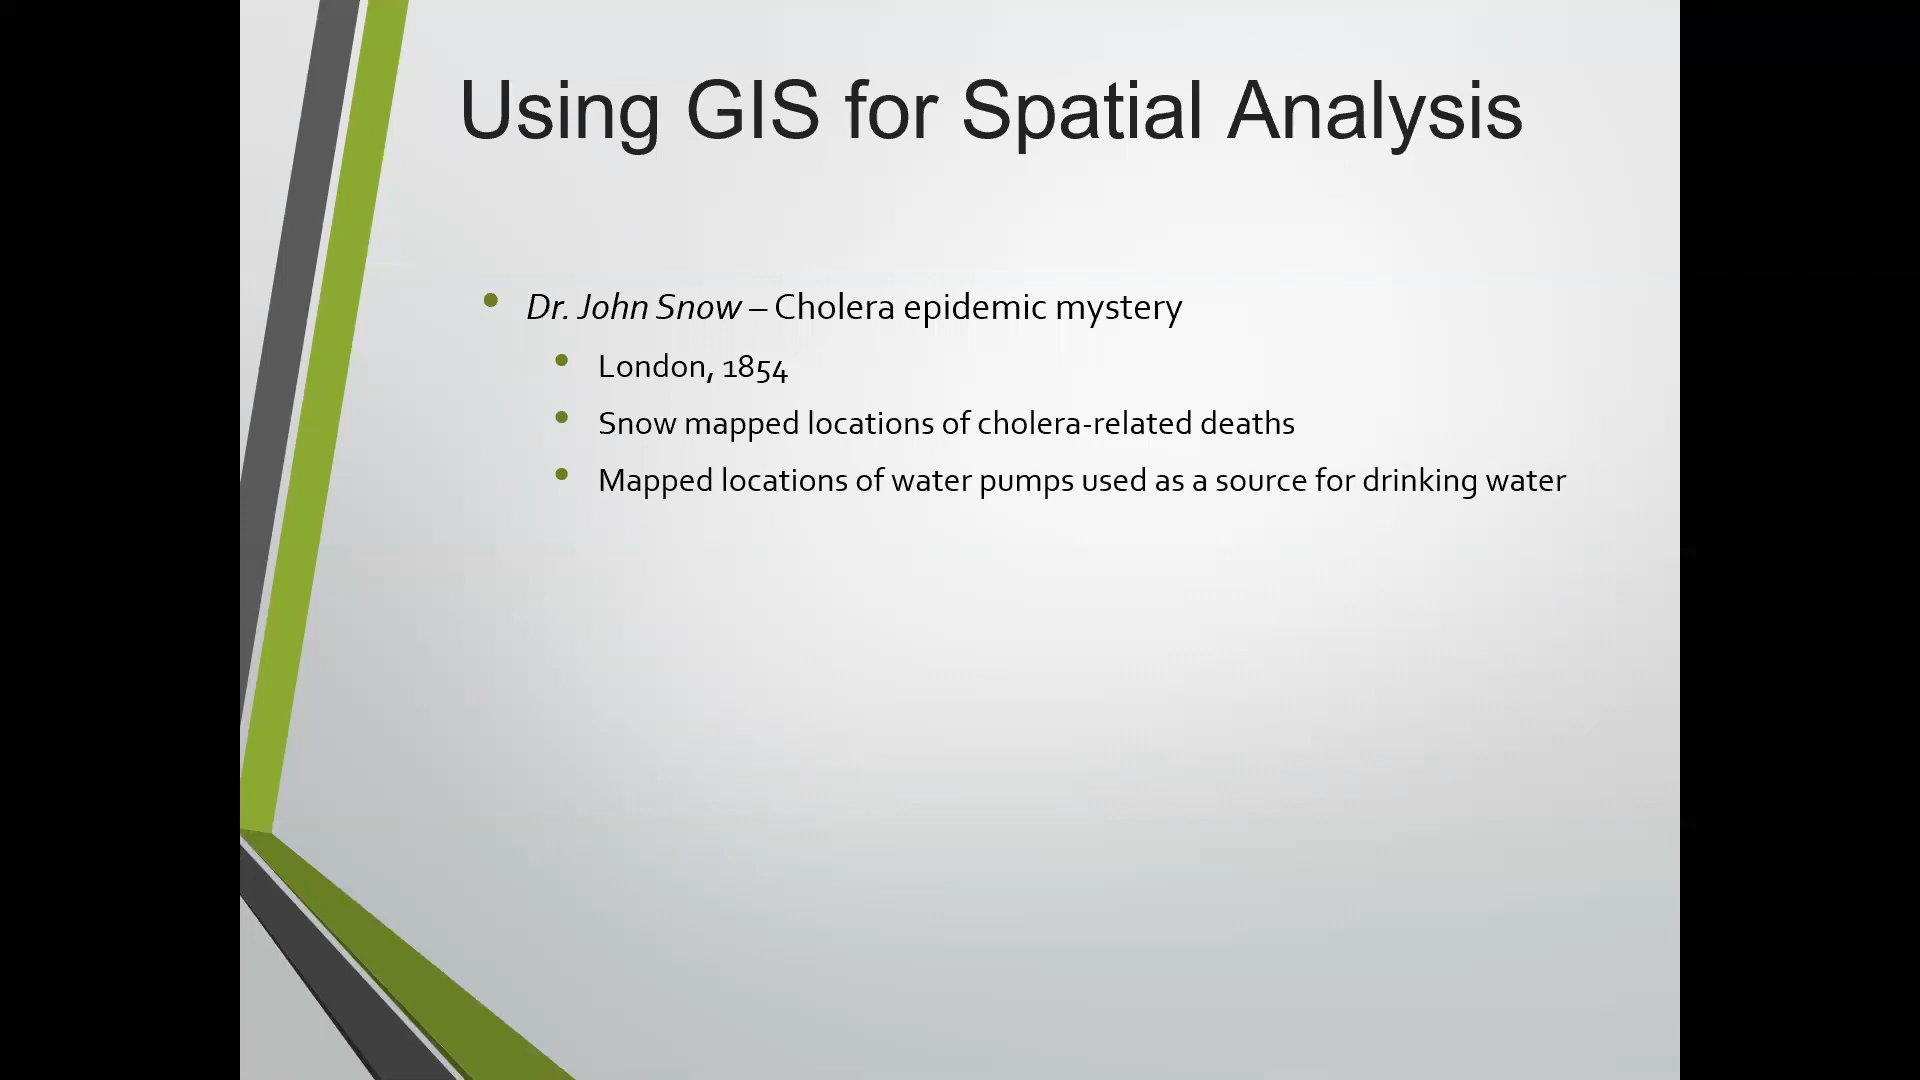 Using GIS for Spatial Analysis
Dr. John Snow – Cholera epidemic mystery
London, 1854
Snow mapped locations of cholera-related deaths
Mapped locations of water pumps used as a source for drinking water